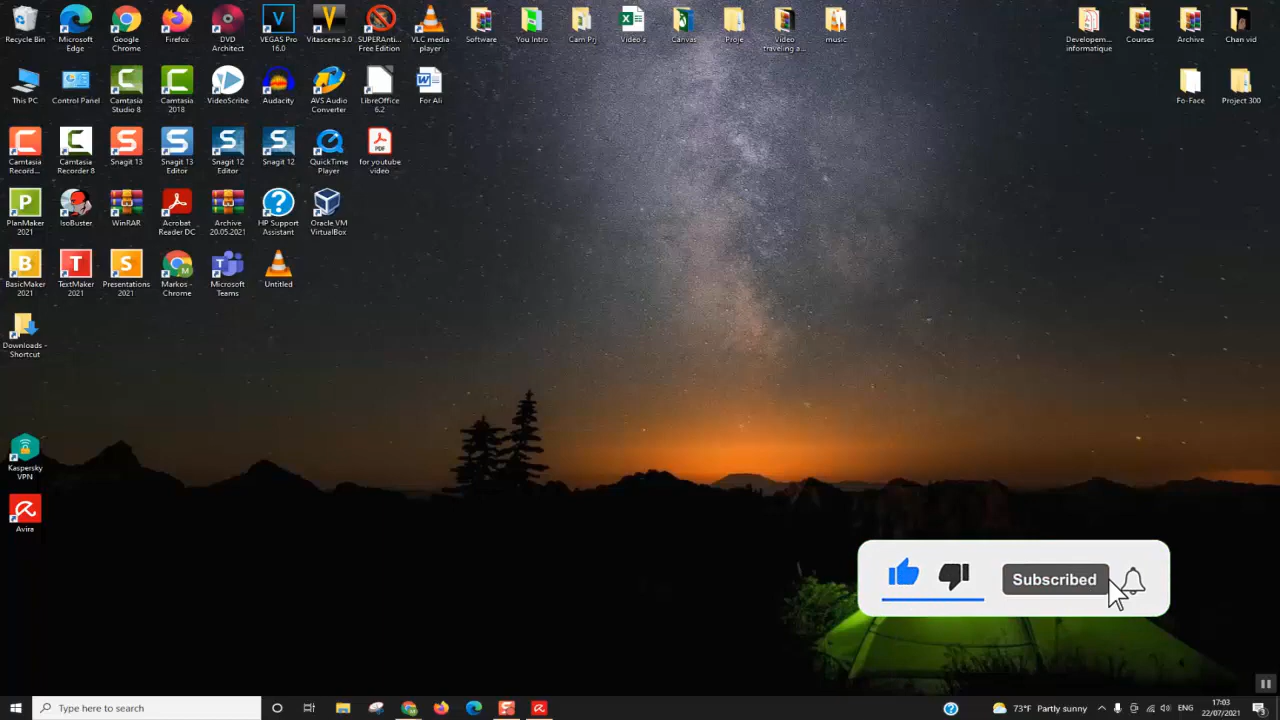 Recycle Bin
Microsoft
Edge
Google
Chrome
Firefox
DVD
Architect
VEGAS Pro
16.0
Vitascene 3.0
SUPERAnti...
Free Edition
VLC media
player
Software
You Intro
Cam Prj
Video's
Canvas
Proje
Video
traveling a...
music
Developem...
informatique
Courses
Archive
Chan vid
This PC
Control Panel
Camtasia
Studio 8
Camtasia
2018
VideoScribe
Audacity
AVS Audio
Converter
LibreOffice
6.2
For Ali
Fo-Face
Project 300
Camtasia
Record...
Camtasia
Recorder 8
Snagit 13
Snagit 13
Editor
Snagit 12
Editor
Snagit 12
QuickTime
Player
for youtube
video
PlanMaker
2021
IsoBuster
WinRAR
Acrobat
Reader DC
Archive
20.05.2021
HP Support
Assistant
Oracle VM
VirtualBox
BasicMaker
2021
TextMaker
2021
Presentations
2021
Markos -
Chrome
Microsoft
Teams
Untitled
Downloads -
Shortcut
Kaspersky
VPN
Avira
Subscribed
Type here to search
73°F Partly sunny
ENG
17:03
22/07/2021